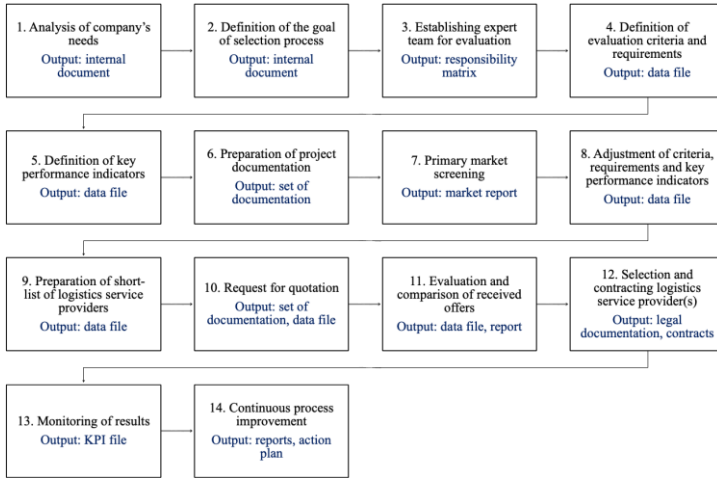 1. Analysis of company's
needs
Output: internal
document
2. Definition of the goal
of selection process
Output: internal
document
3. Establishing expert
team for evaluation
Output: responsibility
matrix
4. Definition of
evaluation criteria and
requirements
Output: data file
5. Definition of key
performance indicators
Output: data file
6. Preparation of project
documentation
Output: set of
documentation
7. Primary market
screening
Output: market report
8. Adjustment of criteria,
requirements and key
performance indicators
Output: data file
9. Preparation of short-
list of logistics service
providers
Output: data file
10. Request for quotation
Output: set of
documentation, data file
11. Evaluation and
comparison of received
offers
Output: data file, report
12. Selection and
contracting logistics
service provider(s)
Output: legal
documentation, contracts
13. Monitoring of results
Output: KPI file
14. Continuous process
improvement
Output: reports, action
plan